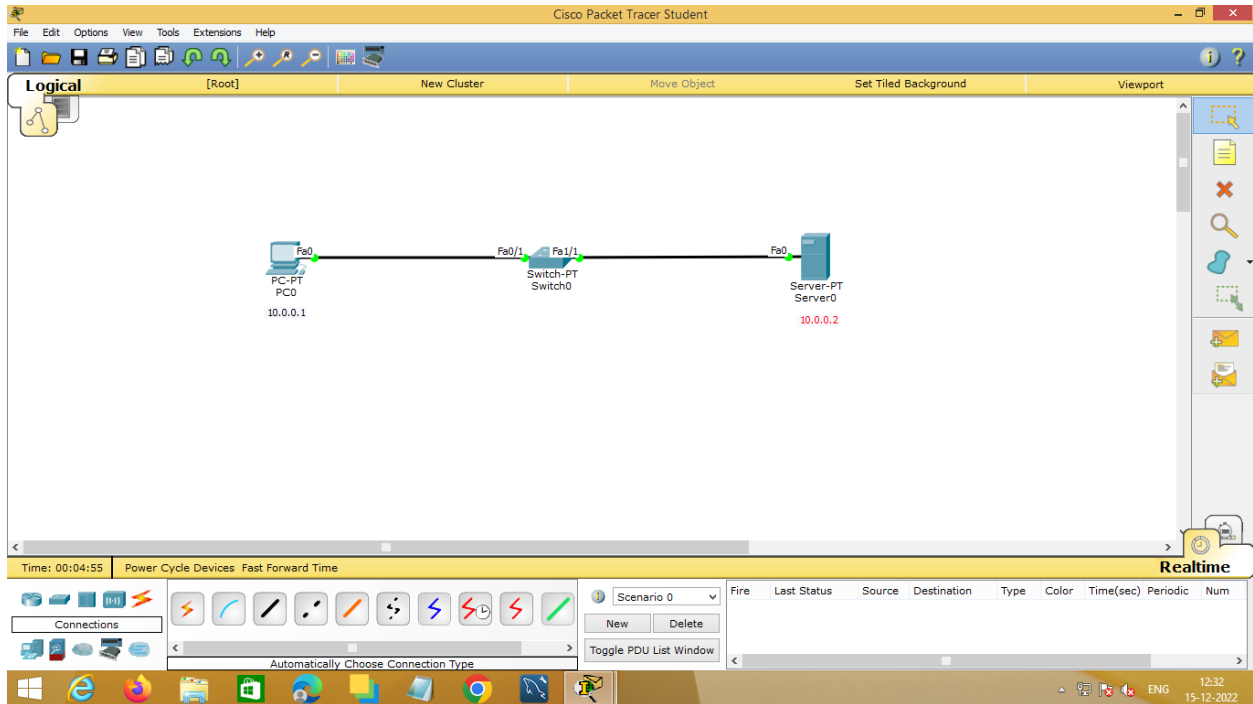 Cisco Packet Tracer Student
File Edit Options View Tools Extensions Help
Logical [Root] New Cluster Move Object Set Tiled Background Viewport
Fa0 Fa0/1 Fa1/1 Fa0
PC-PT
PC0
10.0.0.1
Switch-PT
Switch0
Server-PT
Server0
10.0.0.2
Time: 00:04:55 Power Cycle Devices Fast Forward Time Realtime
Connections
Automatically Choose Connection Type
Scenario 0
New Delete
Toggle PDU List Window
Fire Last Status Source Destination Type Color Time(sec) Periodic Num
ENG
12:32
15-12-2022